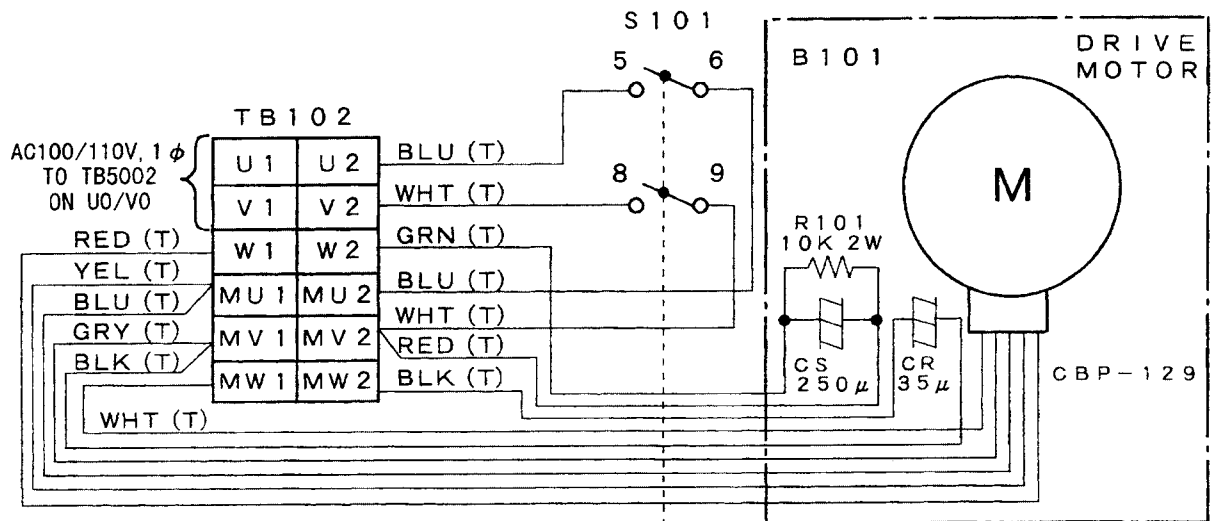 S101
5 6
8 9
B101
DRIVE
MOTOR
M
R101
10K 2W
CS
250μ
CR
35μ
CBP-129
TB102
AC100/110V, 1φ
TO TB5002
ON U0/V0
U1 U2
V1 V2
W1 W2
MU1 MU2
MV1 MV2
MW1 MW2
RED (T)
YEL (T)
BLU (T)
GRY (T)
BLK (T)
WHT (T)
BLU (T)
WHT (T)
GRN (T)
BLU (T)
WHT (T)
RED (T)
BLK (T)